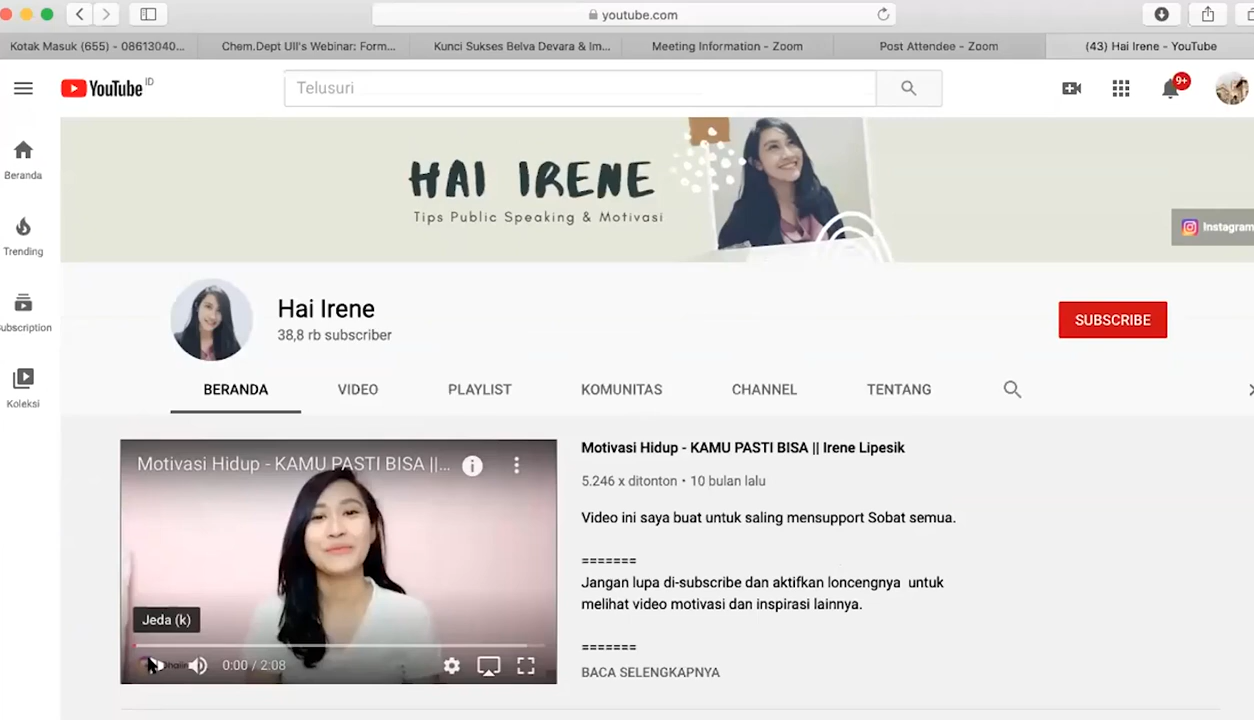 youtube.com
Kotak Masuk (655) - 08613040...
Chem.Dept UII's Webinar: Form...
Kunci Sukses Belva Devara & Im...
Meeting Information - Zoom
Post Attendee - Zoom
(43) Hai Irene - YouTube
YouTube ID
Telusuri
9+
HAI IRENE
Tips Public Speaking & Motivasi
Instagram
Beranda
Trending
Subscription
Koleksi
Hai Irene
38,8 rb subscriber
SUBSCRIBE
BERANDA
VIDEO
PLAYLIST
KOMUNITAS
CHANNEL
TENTANG
Motivasi Hidup - KAMU PASTI BISA ||...
Jeda (k)
0:00 / 2:08
Motivasi Hidup - KAMU PASTI BISA || Irene Lipesik
5.246 x ditonton • 10 bulan lalu
Video ini saya buat untuk saling mensupport Sobat semua.
=======
Jangan lupa di-subscribe dan aktifkan loncengnya untuk
melihat video motivasi dan inspirasi lainnya.
=======
BACA SELENGKAPNYA